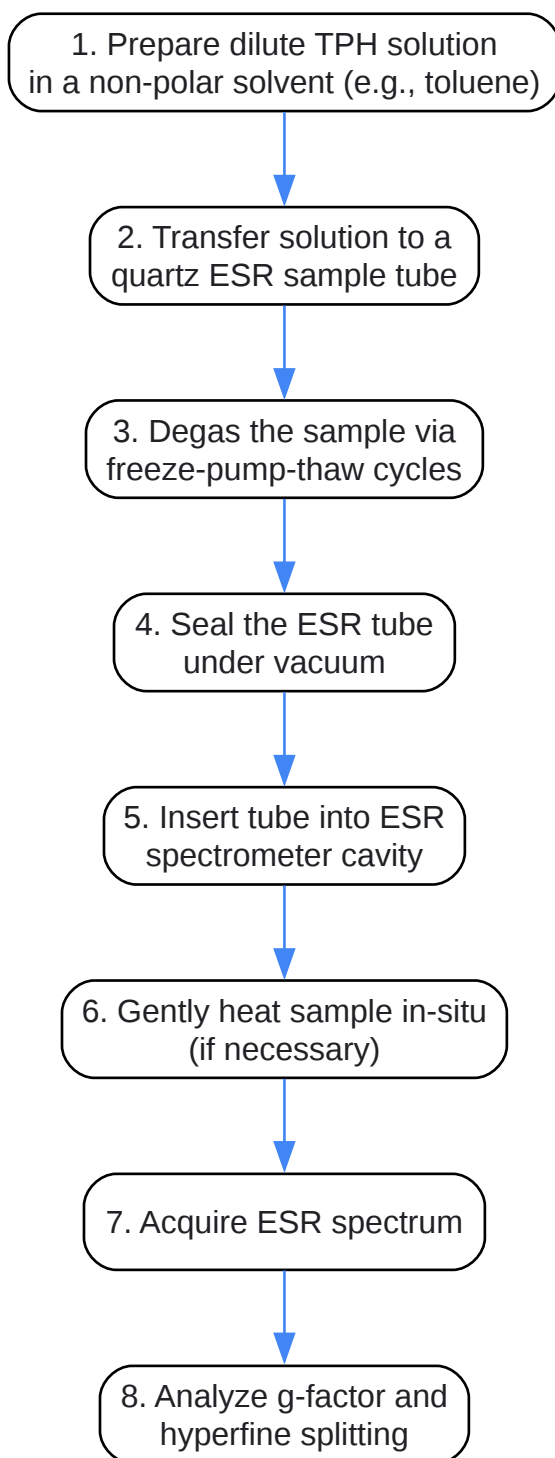 1. Prepare dilute TPH solution
in a non-polar solvent (e.g., toluene)
2. Transfer solution to a
quartz ESR sample tube
3. Degas the sample via
freeze-pump-thaw cycles
4. Seal the ESR tube
under vacuum
5. Insert tube into ESR
spectrometer cavity
6. Gently heat sample in-situ
(if necessary)
7. Acquire ESR spectrum
8. Analyze g-factor and
hyperfine splitting